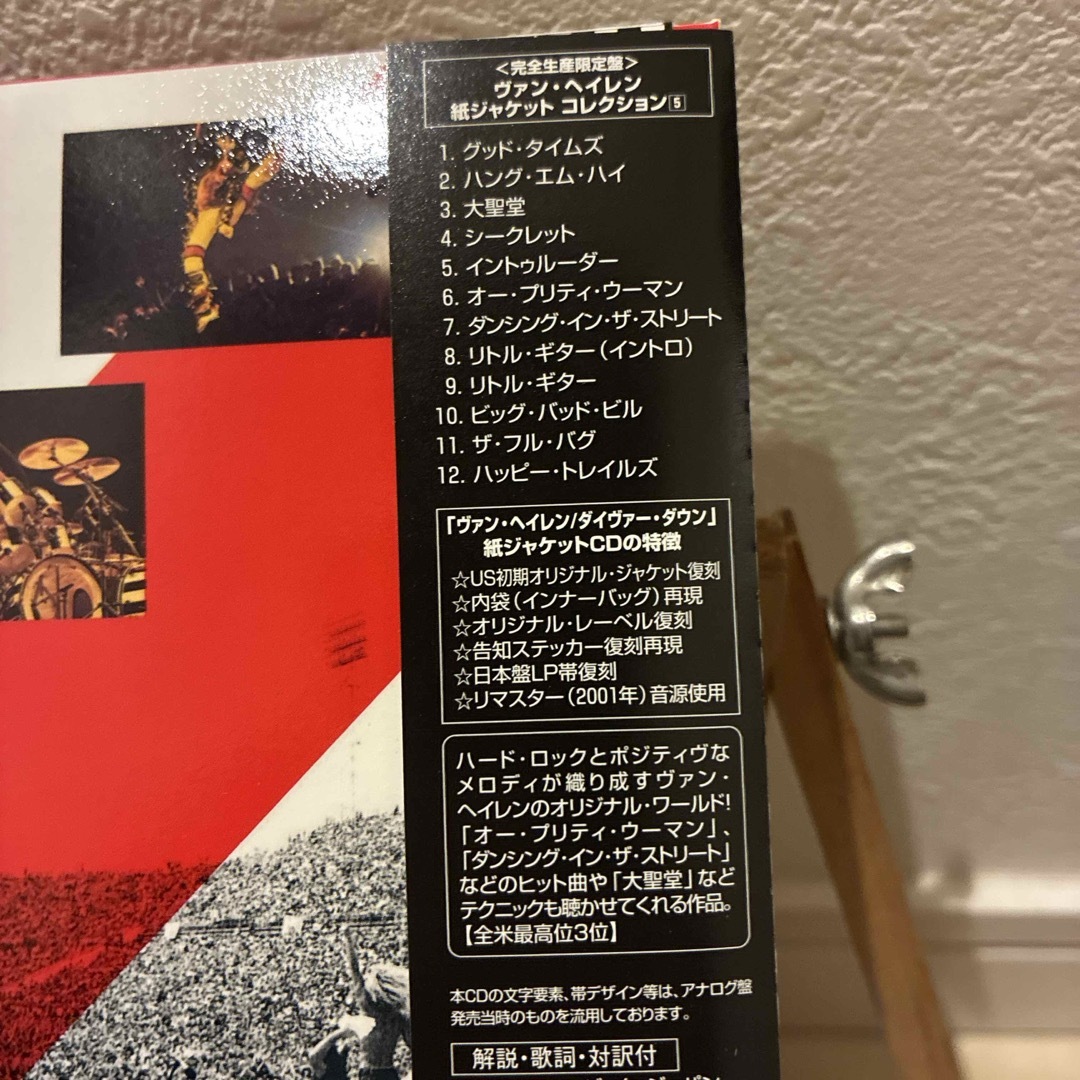 <完全生産限定盤>
ヴァン・ヘイレン
紙ジャケット コレクション5
1. グッド・タイムズ
2. ハング・エム・ハイ
3. 大聖堂
4. シークレット
5. イントゥルーダー
6. オー・プリティ・ウーマン
7. ダンシング・イン・ザ・ストリート
8. リトル・ギター(イントロ)
9. リトル・ギター
10. ビッグ・バッド・ビル
11. ザ・フル・バグ
12. ハッピー・トレイルズ
「ヴァン・ヘイレン/ダイヴァー・ダウン」
紙ジャケットCDの特徴
☆US初期オリジナル・ジャケット復刻
☆内袋(インナーバッグ)再現
☆オリジナル・レーベル復刻
☆告知ステッカー復刻再現
☆日本盤LP帯復刻
☆リマスター(2001年)音源使用
ハード・ロックとポジティヴな
メロディが織り成すヴァン・
ヘイレンのオリジナル・ワールド!
「オー・プリティ・ウーマン」、
「ダンシング・イン・ザ・ストリート」
などのヒット曲や「大聖堂」など
テクニックも聴かせてくれる作品。
【全米最高位3位】
本CDの文字要素、帯デザイン等は、アナログ盤
発売当時のものを流用しております。
解説・歌詞・対訳付